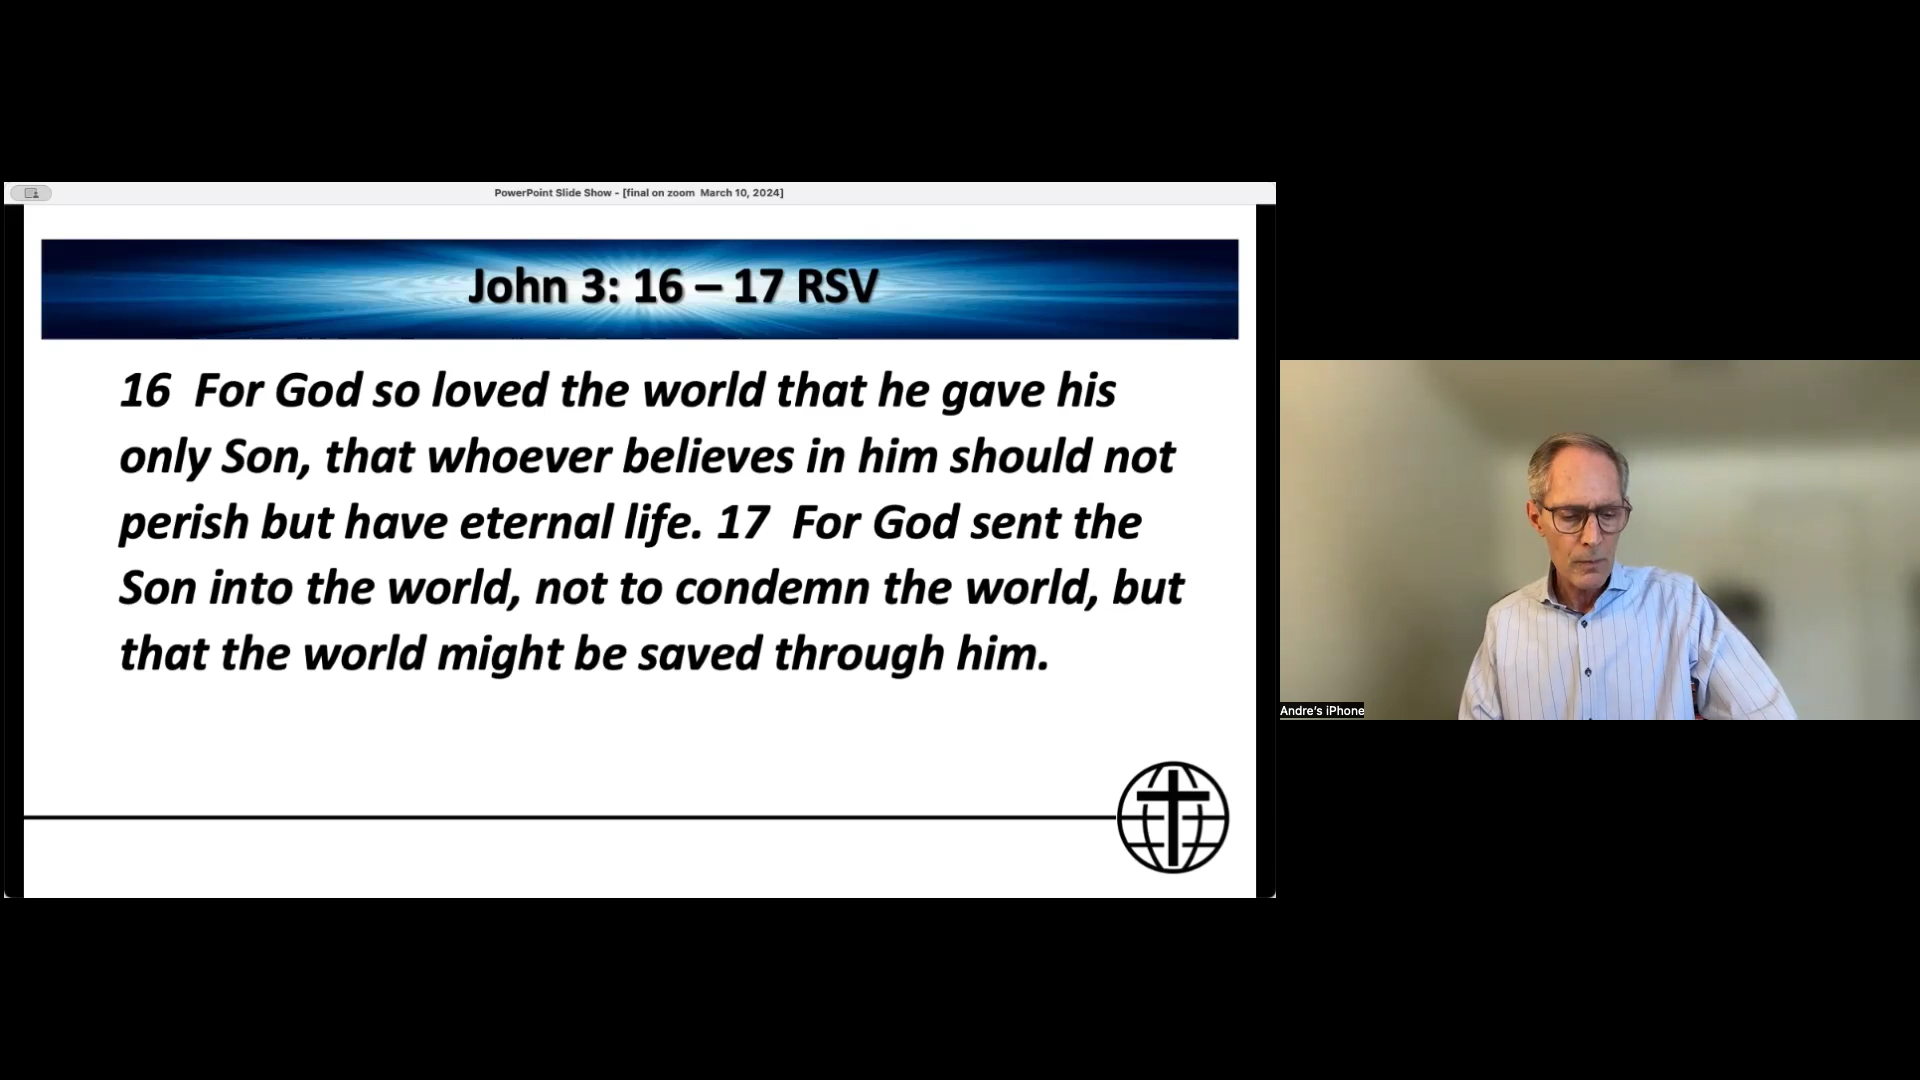 PowerPoint Slide Show - [final on zoom  March 10, 2024]
John 3: 16 – 17 RSV
16  For God so loved the world that he gave his
only Son, that whoever believes in him should not
perish but have eternal life. 17  For God sent the
Son into the world, not to condemn the world, but
that the world might be saved through him.
Andre's iPhone